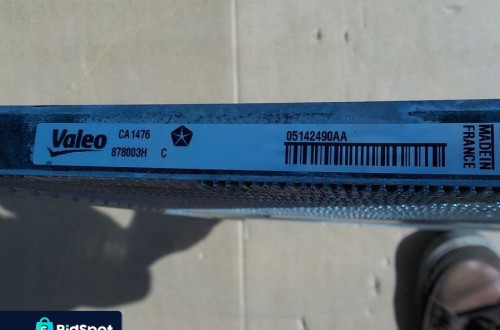 Valeo
CA1476
878003H C
05142490AA
MADE IN
FRANCE
BidSpot